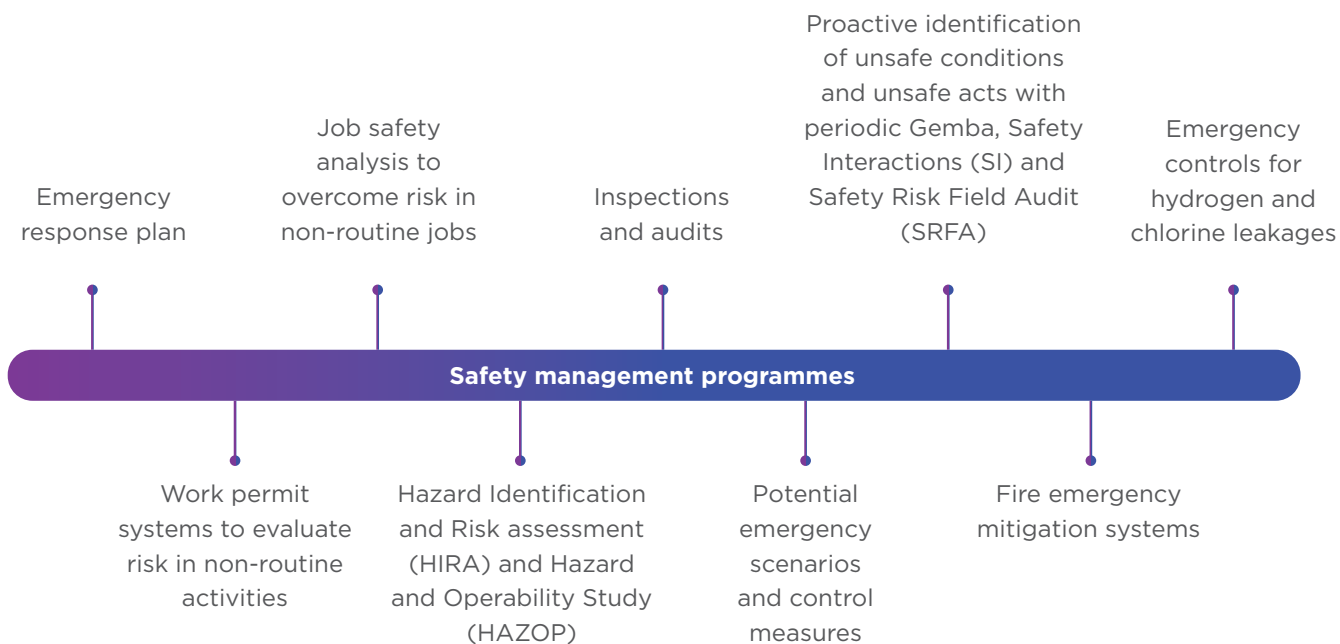 Emergency
response plan
Job safety
analysis to
overcome risk in
non-routine jobs
Inspections
and audits
Proactive identification
of unsafe conditions
and unsafe acts with
periodic Gemba, Safety
Interactions (SI) and
Safety Risk Field Audit
(SRFA)
Emergency
controls for
hydrogen and
chlorine leakages
Safety management programmes
Work permit
systems to evaluate
risk in non-routine
activities
Hazard Identification
and Risk assessment
(HIRA) and Hazard
and Operability Study
(HAZOP)
Potential
emergency
scenarios
and control
measures
Fire emergency
mitigation systems